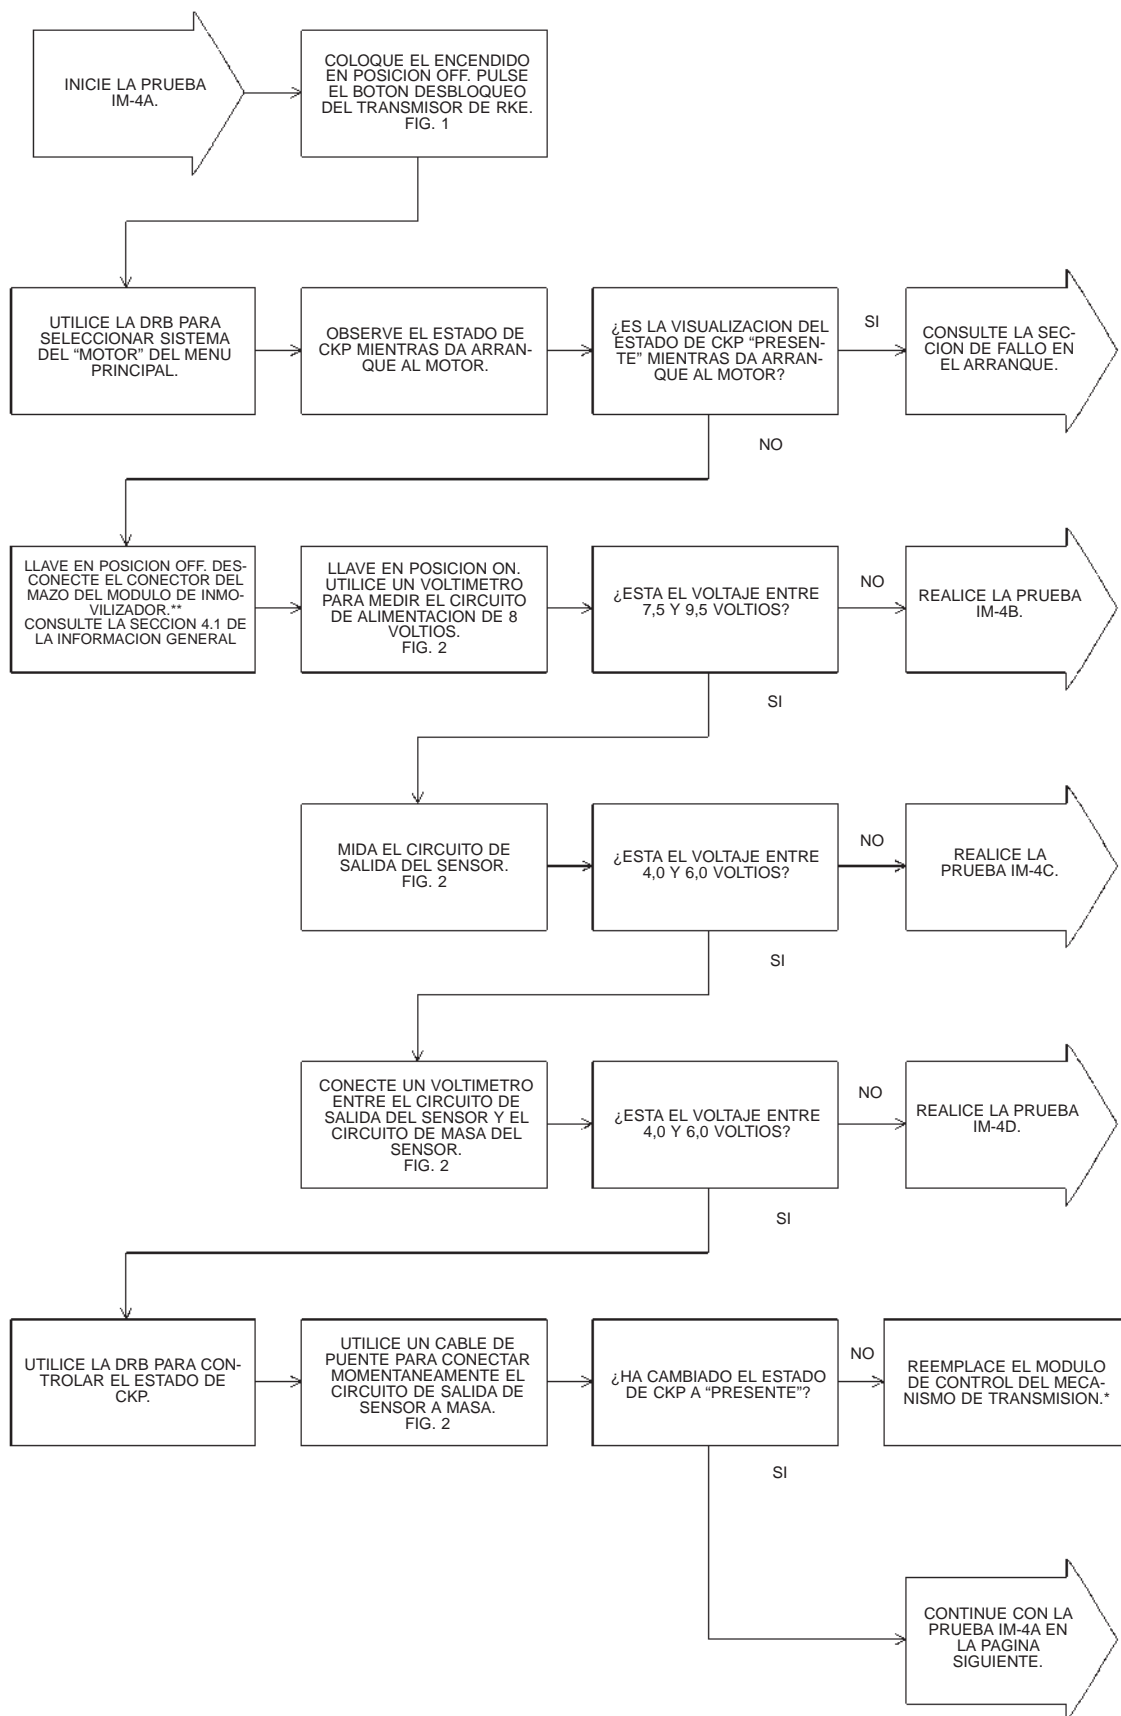 INICIE LA PRUEBA
IM-4A.
COLOQUE EL ENCENDIDO
EN POSICION OFF. PULSE
EL BOTON DESBLOQUEO
DEL TRANSMISOR DE RKE.
FIG. 1
UTILICE LA DRB PARA
SELECCIONAR SISTEMA
DEL “MOTOR” DEL MENU
PRINCIPAL.
OBSERVE EL ESTADO DE
CKP MIENTRAS DA ARRAN-
QUE AL MOTOR.
¿ES LA VISUALIZACION DEL
ESTADO DE CKP “PRESEN-
TE” MIENTRAS DA ARRAN-
QUE AL MOTOR?
SI
CONSULTE LA SEC-
CION DE FALLO EN
EL ARRANQUE.
NO
LLAVE EN POSICION OFF. DES-
CONECTE EL CONECTOR DEL
MAZO DEL MODULO DE INMO-
VILIZADOR.**
CONSULTE LA SECCION 4.1 DE
LA INFORMACION GENERAL
LLAVE EN POSICION ON.
UTILICE UN VOLTIMETRO
PARA MEDIR EL CIRCUITO
DE ALIMENTACION DE 8
VOLTIOS.
FIG. 2
¿ESTA EL VOLTAJE ENTRE
7,5 Y 9,5 VOLTIOS?
NO
REALICE LA PRUEBA
IM-4B.
SI
MIDA EL CIRCUITO DE
SALIDA DEL SENSOR.
FIG. 2
¿ESTA EL VOLTAJE ENTRE
4,0 Y 6,0 VOLTIOS?
NO
REALICE LA
PRUEBA IM-4C.
SI
CONECTE UN VOLTIMETRO
ENTRE EL CIRCUITO DE
SALIDA DEL SENSOR Y EL
CIRCUITO DE MASA DEL
SENSOR.
FIG. 2
¿ESTA EL VOLTAJE ENTRE
4,0 Y 6,0 VOLTIOS?
NO
REALICE LA PRUEBA
IM-4D.
SI
UTILICE LA DRB PARA CON-
TROLAR EL ESTADO DE
CKP.
UTILICE UN CABLE DE
PUENTE PARA CONECTAR
MOMENTANEAMENTE EL
CIRCUITO DE SALIDA DE
SENSOR A MASA.
FIG. 2
¿HA CAMBIADO EL ESTADO
DE CKP A “PRESENTE”?
NO
REEMPLACE EL MODULO
DE CONTROL DEL MECA-
NISMO DE TRANSMISION.*
SI
CONTINUE CON LA
PRUEBA IM-4A EN
LA PAGINA
SIGUIENTE.